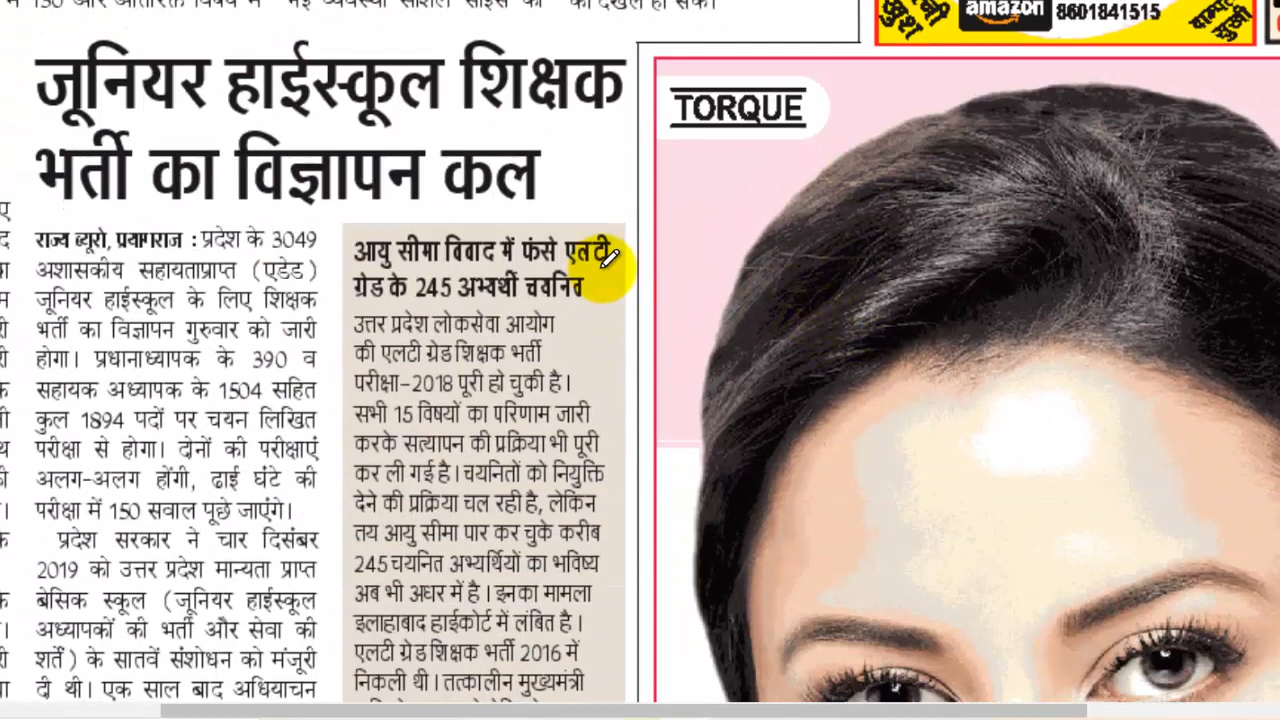 जूनियर हाईस्कूल शिक्षक
भर्ती का विज्ञापन कल
राज्य ब्यूरो, प्रयागराज : प्रदेश के 3049
अशासकीय सहायताप्राप्त (एडेड)
जूनियर हाईस्कूल के लिए शिक्षक
भर्ती का विज्ञापन गुरुवार को जारी
होगा। प्रधानाध्यापक के 390 व
सहायक अध्यापक के 1504 सहित
कुल 1894 पदों पर चयन लिखित
परीक्षा से होगा। दोनों की परीक्षाएं
अलग-अलग होंगी, ढाई घंटे की
परीक्षा में 150 सवाल पूछे जाएंगे।
प्रदेश सरकार ने चार दिसंबर
2019 को उत्तर प्रदेश मान्यता प्राप्त
बेसिक स्कूल (जूनियर हाईस्कूल
अध्यापकों की भर्ती और सेवा की
शर्तें) के सातवें संशोधन को मंजूरी
दी थी। एक साल बाद अधियाचन
आयु सीमा विवाद में फंसे एलटी
ग्रेड के 245 अभ्यर्थी चयनित
उत्तर प्रदेश लोकसेवा आयोग
की एलटी ग्रेड शिक्षक भर्ती
परीक्षा-2018 पूरी हो चुकी है।
सभी 15 विषयों का परिणाम जारी
करके सत्यापन की प्रक्रिया भी पूरी
कर ली गई है। चयनितों को नियुक्ति
देने की प्रक्रिया चल रही है, लेकिन
तय आयु सीमा पार कर चुके करीब
245 चयनित अभ्यर्थियों का भविष्य
अब भी अधर में है। इनका मामला
इलाहाबाद हाईकोर्ट में लंबित है।
एलटी ग्रेड शिक्षक भर्ती 2016 में
निकली थी। तत्कालीन मुख्यमंत्री
amazon 8601841515
TORQUE